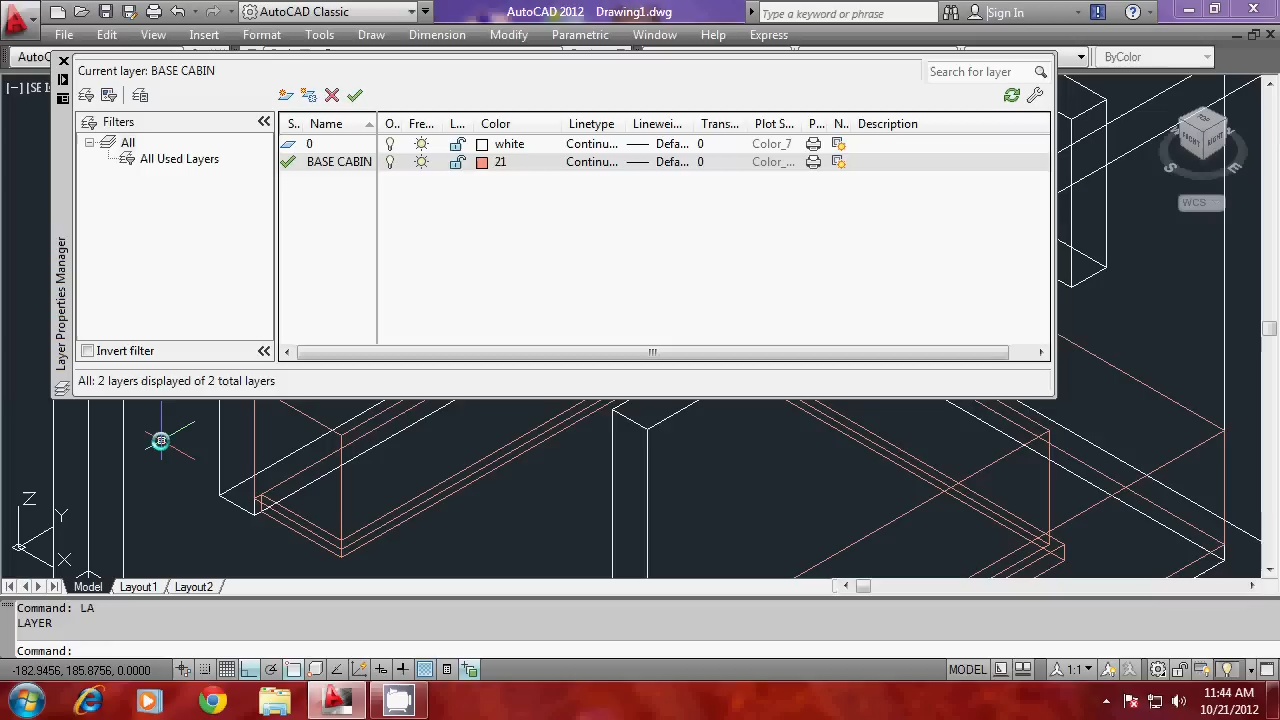 AutoCAD Classic
AutoCAD 2012 Drawing1.dwg
Type a keyword or phrase
Sign In
File Edit View Insert Format Tools Draw Dimension Modify Parametric Window Help Express
AutoC
ByColor
[−][SE I
Current layer: BASE CABIN
Search for layer
Filters
All
All Used Layers
Invert filter
S.. Name O.. Fre... L... Color Linetype Linewei... Trans... Plot S... P... N.. Description
0 white Continu... Defa... 0 Color_7
BASE CABIN 21 Continu... Defa... 0 Color_...
Layer Properties Manager
All: 2 layers displayed of 2 total layers
TOP
FRONT
RIGHT
S
E
WCS
Z
Y
X
Model Layout1 Layout2
Command: LA
LAYER
Command:
-182.9456, 185.8756, 0.0000
MODEL
1:1
11:44 AM
10/21/2012